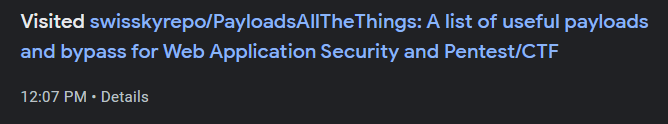 Visited swisskyrepo/PayloadsAllTheThings: A list of useful payloads
and bypass for Web Application Security and Pentest/CTF
12:07 PM • Details